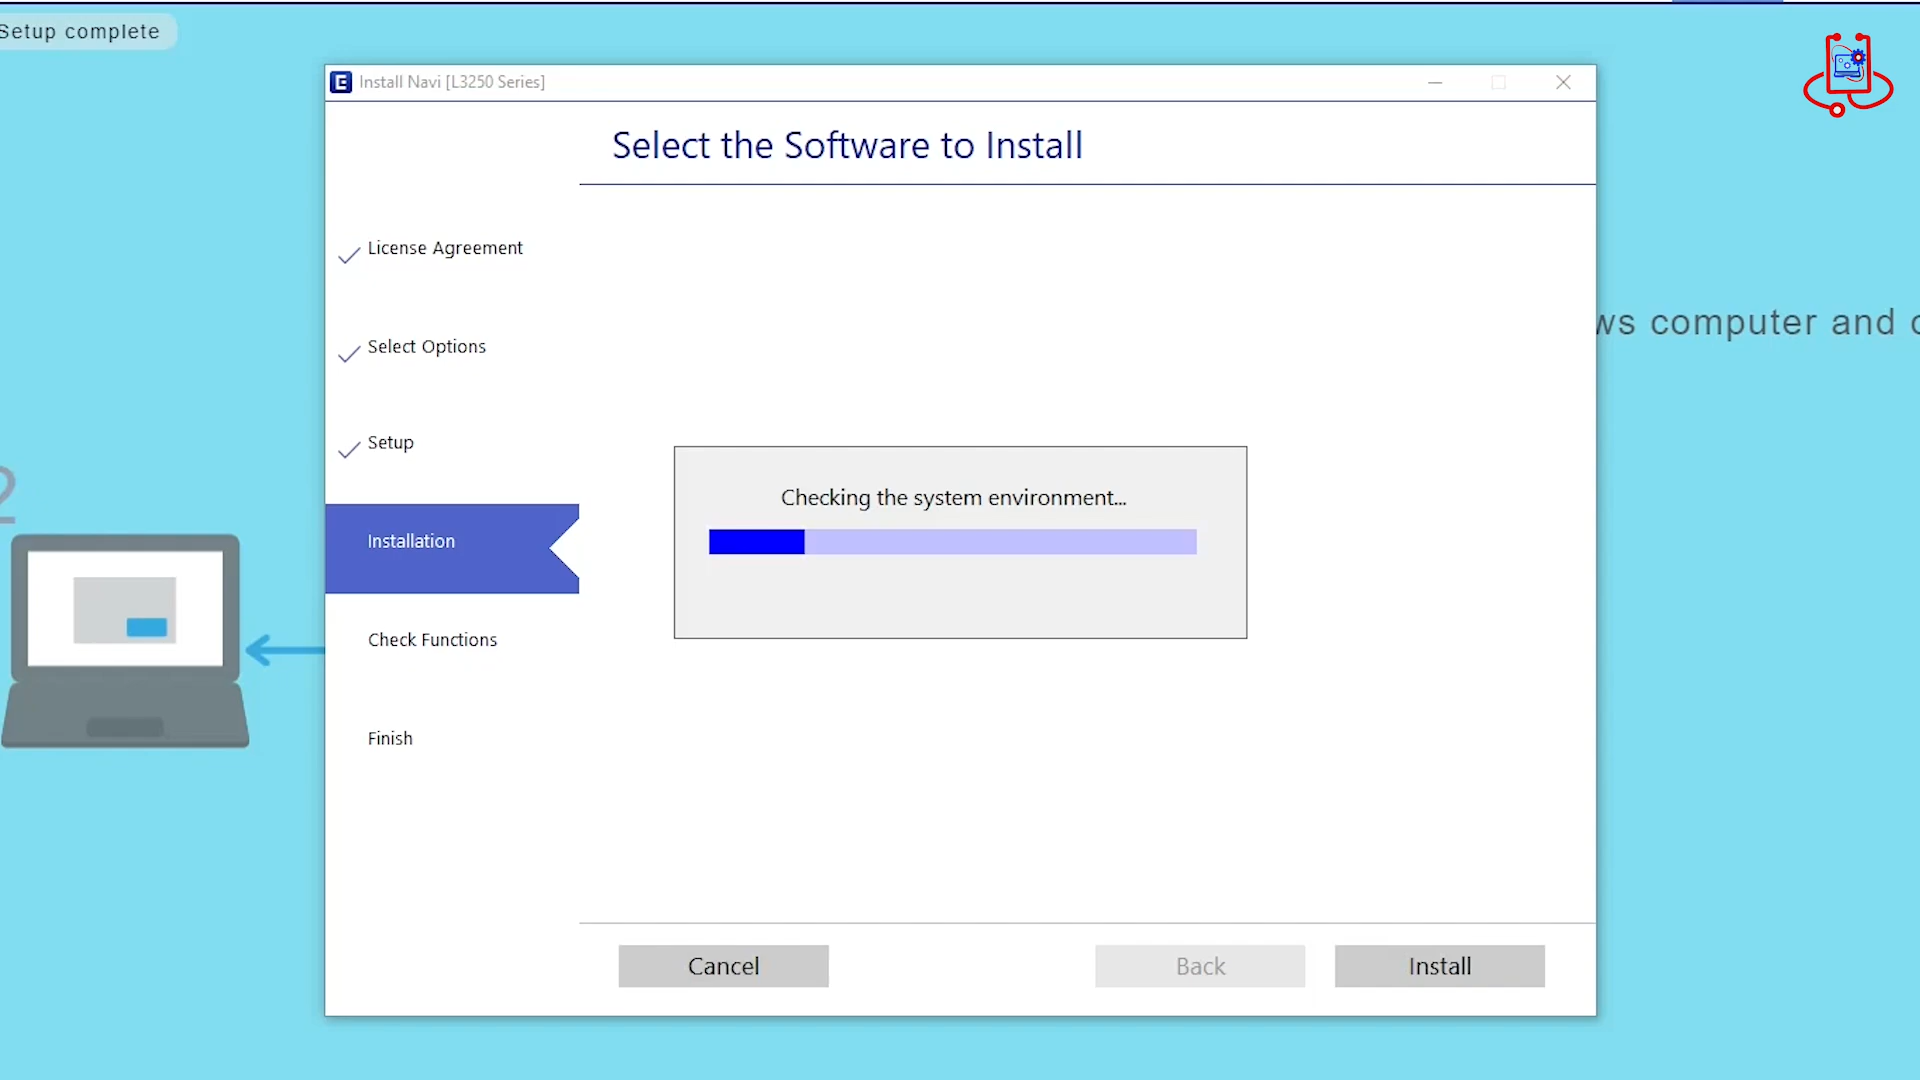 Setup complete
Install Navi [L3250 Series]
Select the Software to Install
License Agreement
Select Options
Setup
Installation
Check Functions
Finish
Checking the system environment...
computer and
2
Cancel
Back
Install